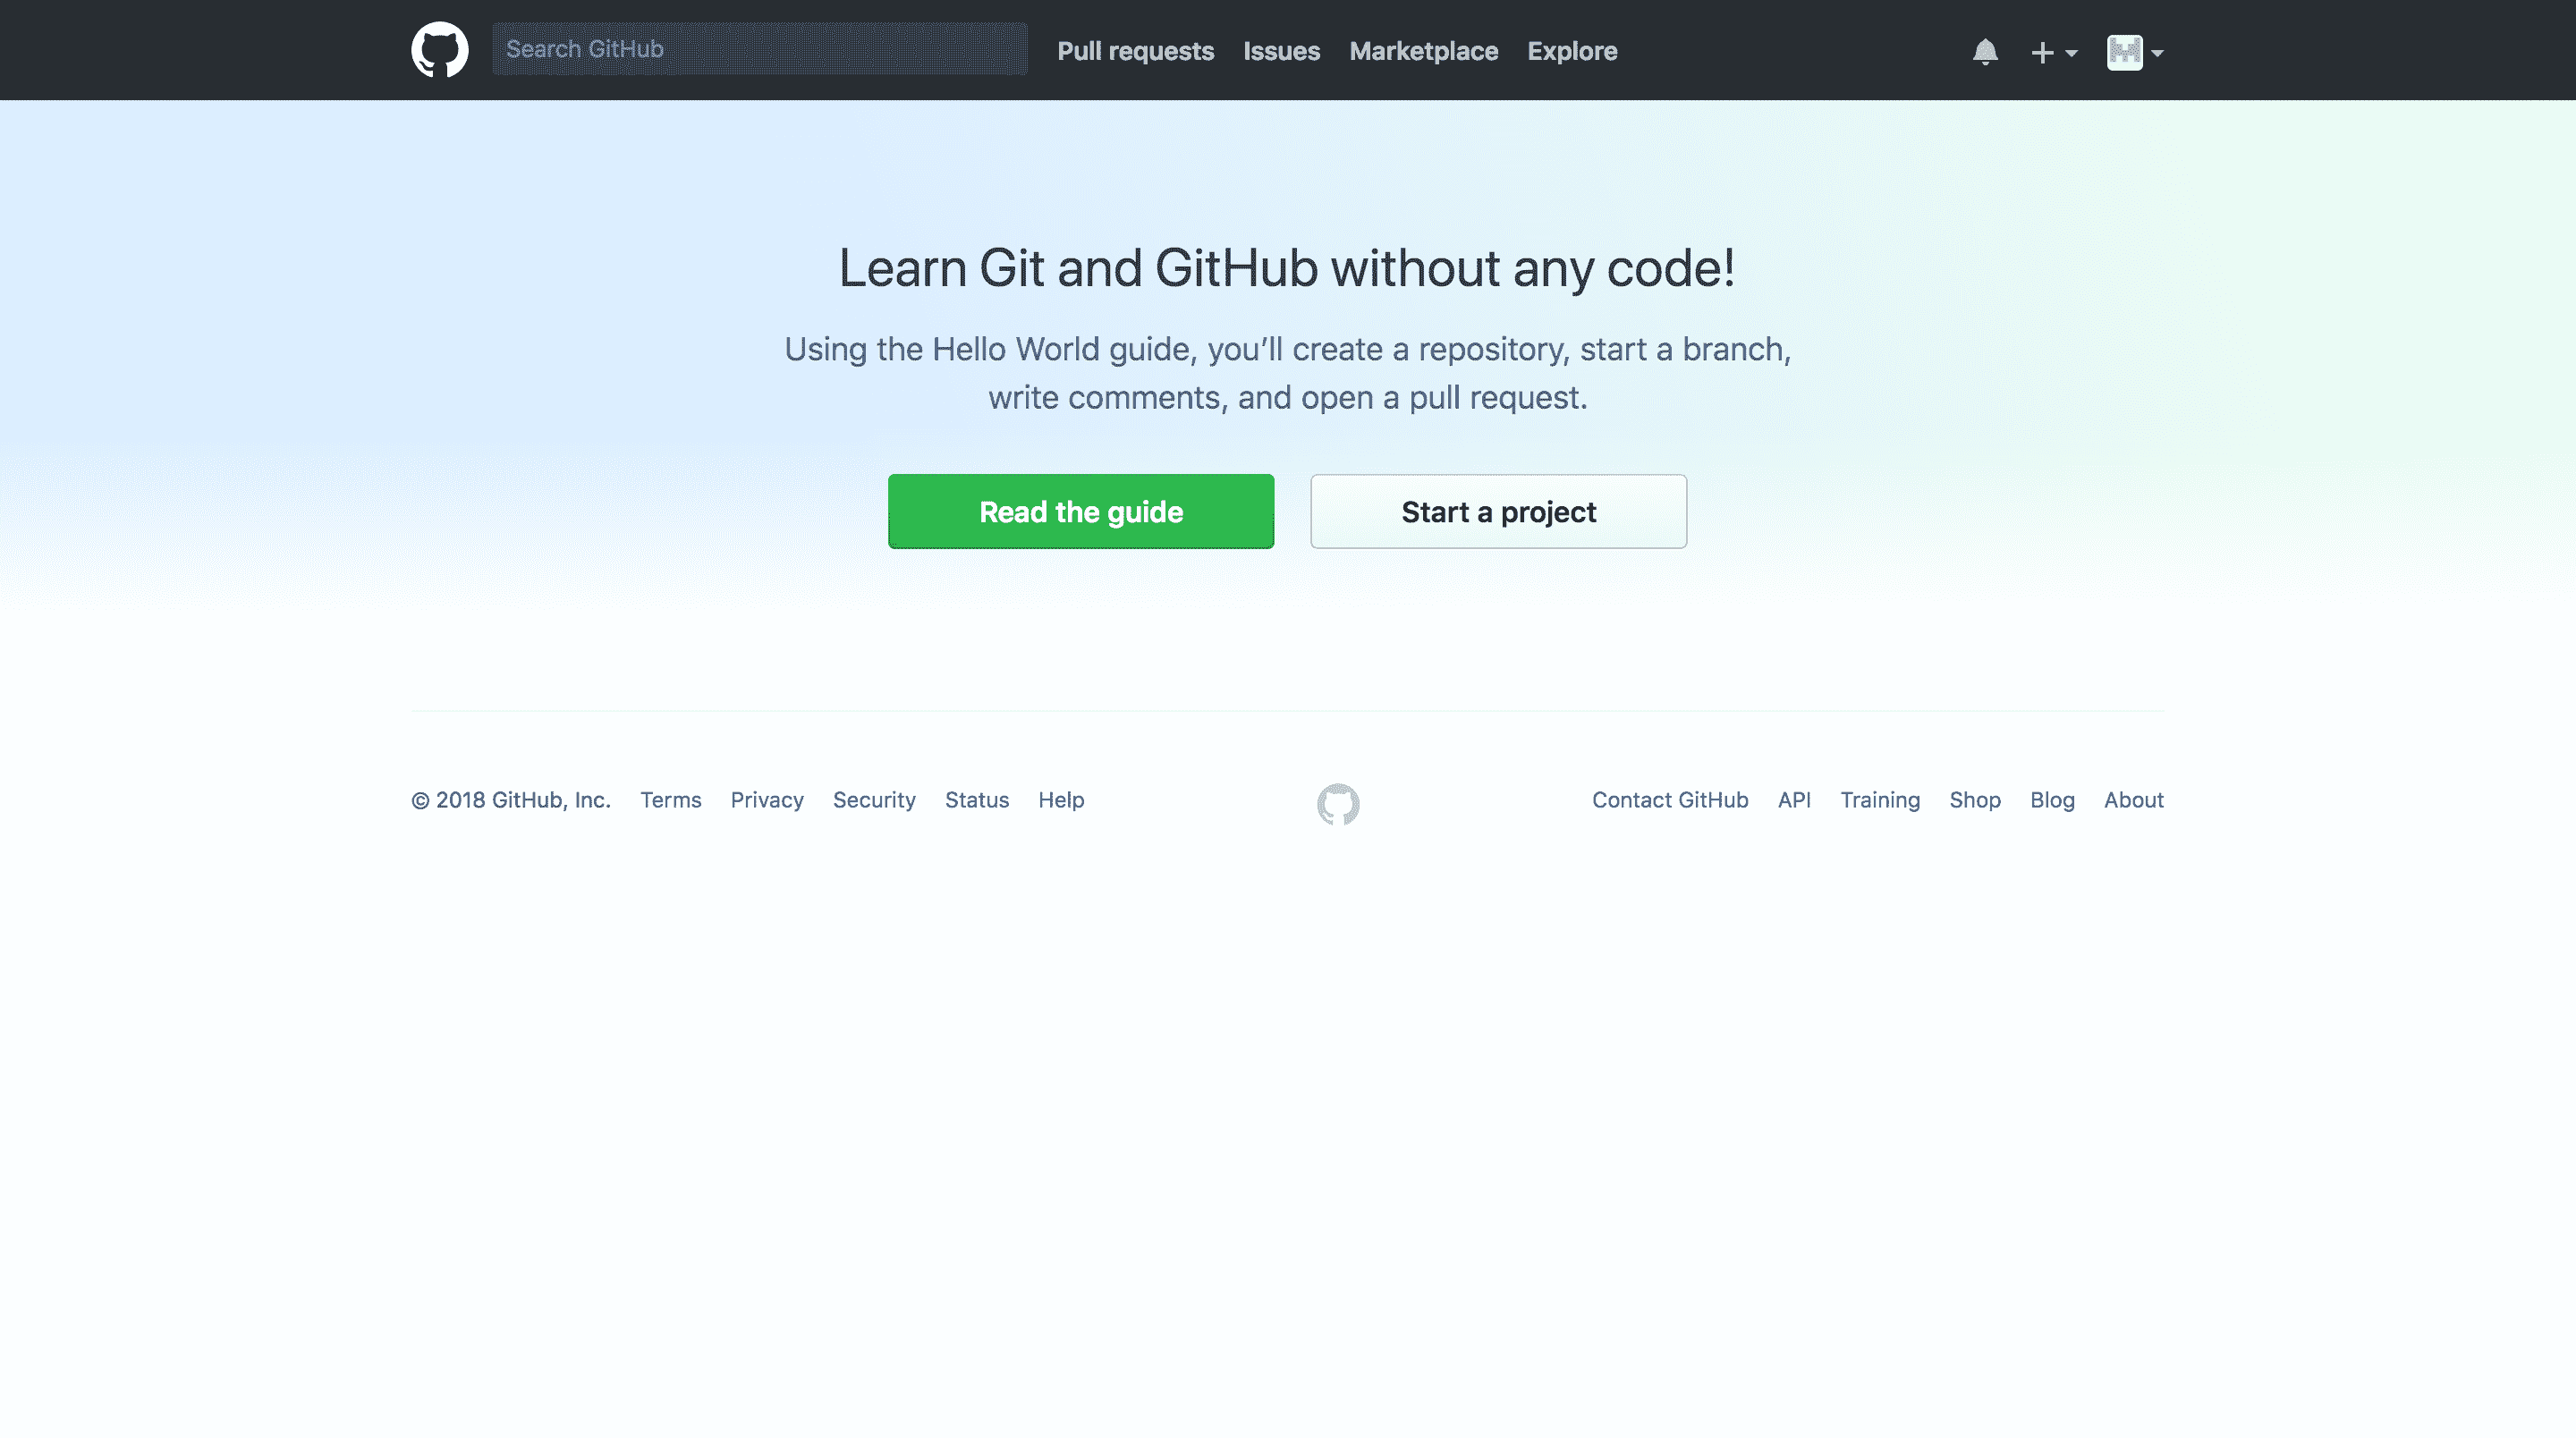 Search GitHub
Pull requests Issues Marketplace Explore
Learn Git and GitHub without any code!
Using the Hello World guide, you’ll create a repository, start a branch,
write comments, and open a pull request.
Read the guide
Start a project
© 2018 GitHub, Inc. Terms Privacy Security Status Help
Contact GitHub API Training Shop Blog About